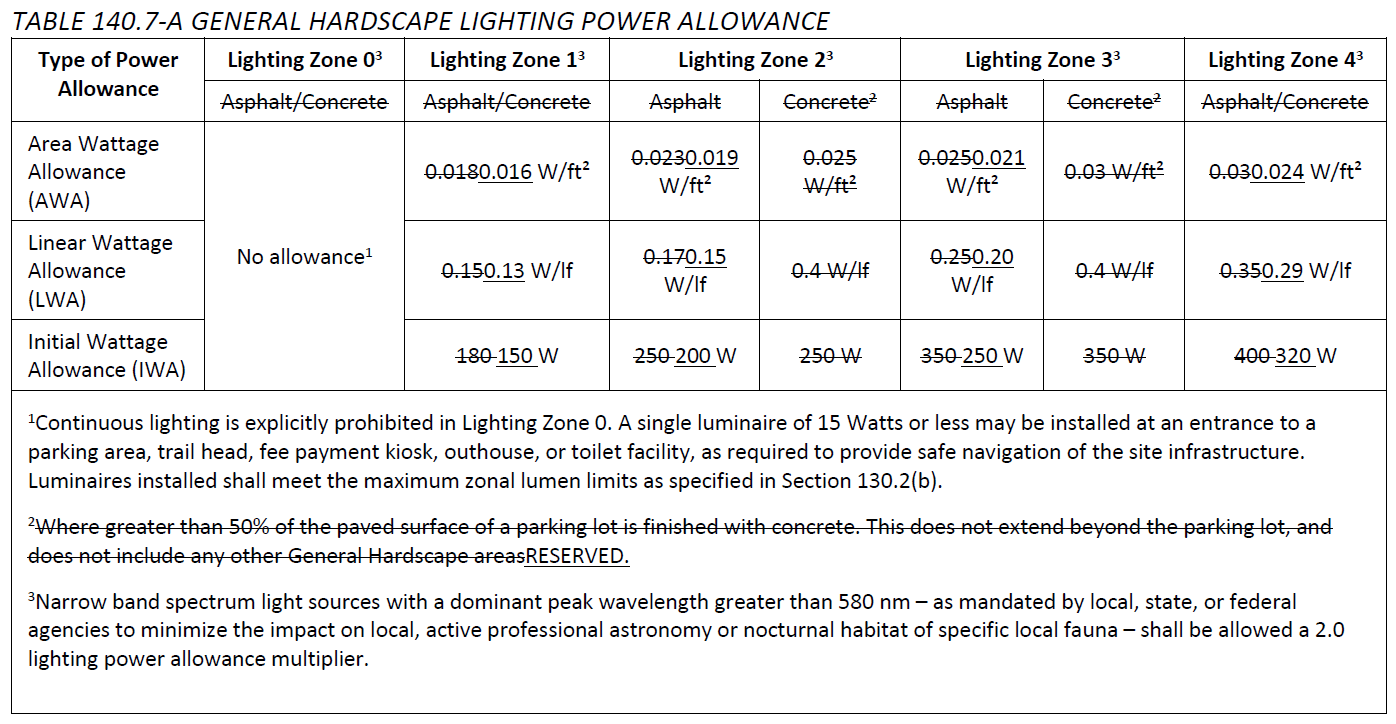 TABLE 140.7-A GENERAL HARDSCAPE LIGHTING POWER ALLOWANCE
Type of Power Allowance Lighting Zone 0³ Lighting Zone 1³ Lighting Zone 2³ Lighting Zone 3³ Lighting Zone 4³
Asphalt/Concrete Asphalt/Concrete Asphalt Concrete² Asphalt Concrete² Asphalt/Concrete
Area Wattage Allowance (AWA) 0.0180.016 W/ft² 0.0230.019 W/ft² 0.025 W/ft² 0.0250.021 W/ft² 0.03 W/ft² 0.030.024 W/ft²
Linear Wattage Allowance (LWA) No allowance¹ 0.150.13 W/lf 0.170.15 W/lf 0.4 W/lf 0.250.20 W/lf 0.4 W/lf 0.350.29 W/lf
Initial Wattage Allowance (IWA) 180 150 W 250 200 W 250 W 350 250 W 350 W 400 320 W
¹Continuous lighting is explicitly prohibited in Lighting Zone 0. A single luminaire of 15 Watts or less may be installed at an entrance to a
parking area, trail head, fee payment kiosk, outhouse, or toilet facility, as required to provide safe navigation of the site infrastructure.
Luminaires installed shall meet the maximum zonal lumen limits as specified in Section 130.2(b).
²Where greater than 50% of the paved surface of a parking lot is finished with concrete. This does not extend beyond the parking lot, and
does not include any other General Hardscape areasRESERVED.
³Narrow band spectrum light sources with a dominant peak wavelength greater than 580 nm – as mandated by local, state, or federal
agencies to minimize the impact on local, active professional astronomy or nocturnal habitat of specific local fauna – shall be allowed a 2.0
lighting power allowance multiplier.